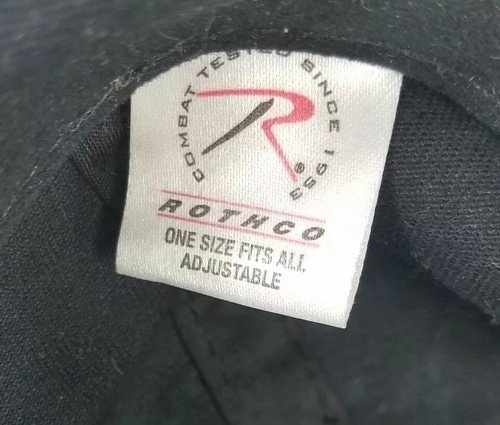 COMBAT TESTED SINCE 1953
R®
ROTHCO
ONE SIZE FITS ALL
ADJUSTABLE